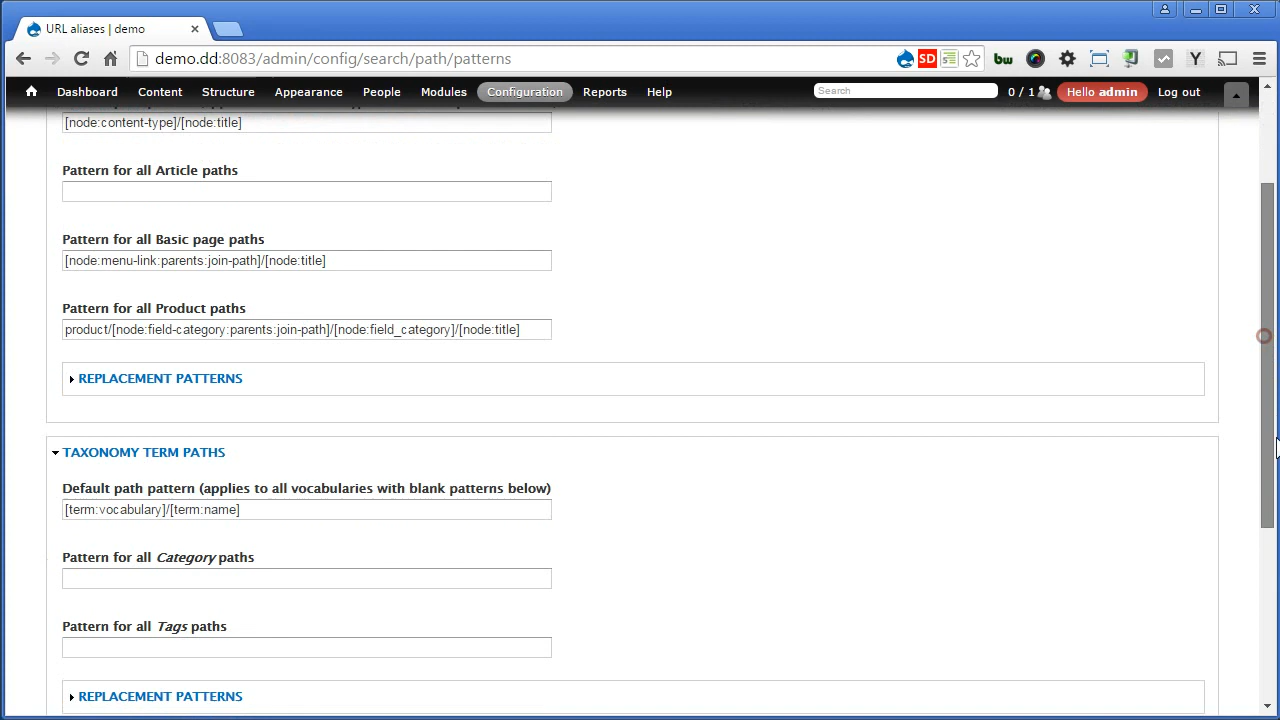 URL aliases | demo
demo.dd:8083/admin/config/search/path/patterns
SD
bw
Y
Dashboard Content Structure Appearance People Modules Configuration Reports Help Search 0 / 1 Hello admin Log out
[node:content-type]/[node:title]
Pattern for all Article paths
Pattern for all Basic page paths
[node:menu-link:parents:join-path]/[node:title]
Pattern for all Product paths
product/[node:field-category:parents:join-path]/[node:field_category]/[node:title]
REPLACEMENT PATTERNS
TAXONOMY TERM PATHS
Default path pattern (applies to all vocabularies with blank patterns below)
[term:vocabulary]/[term:name]
Pattern for all Category paths
Pattern for all Tags paths
REPLACEMENT PATTERNS